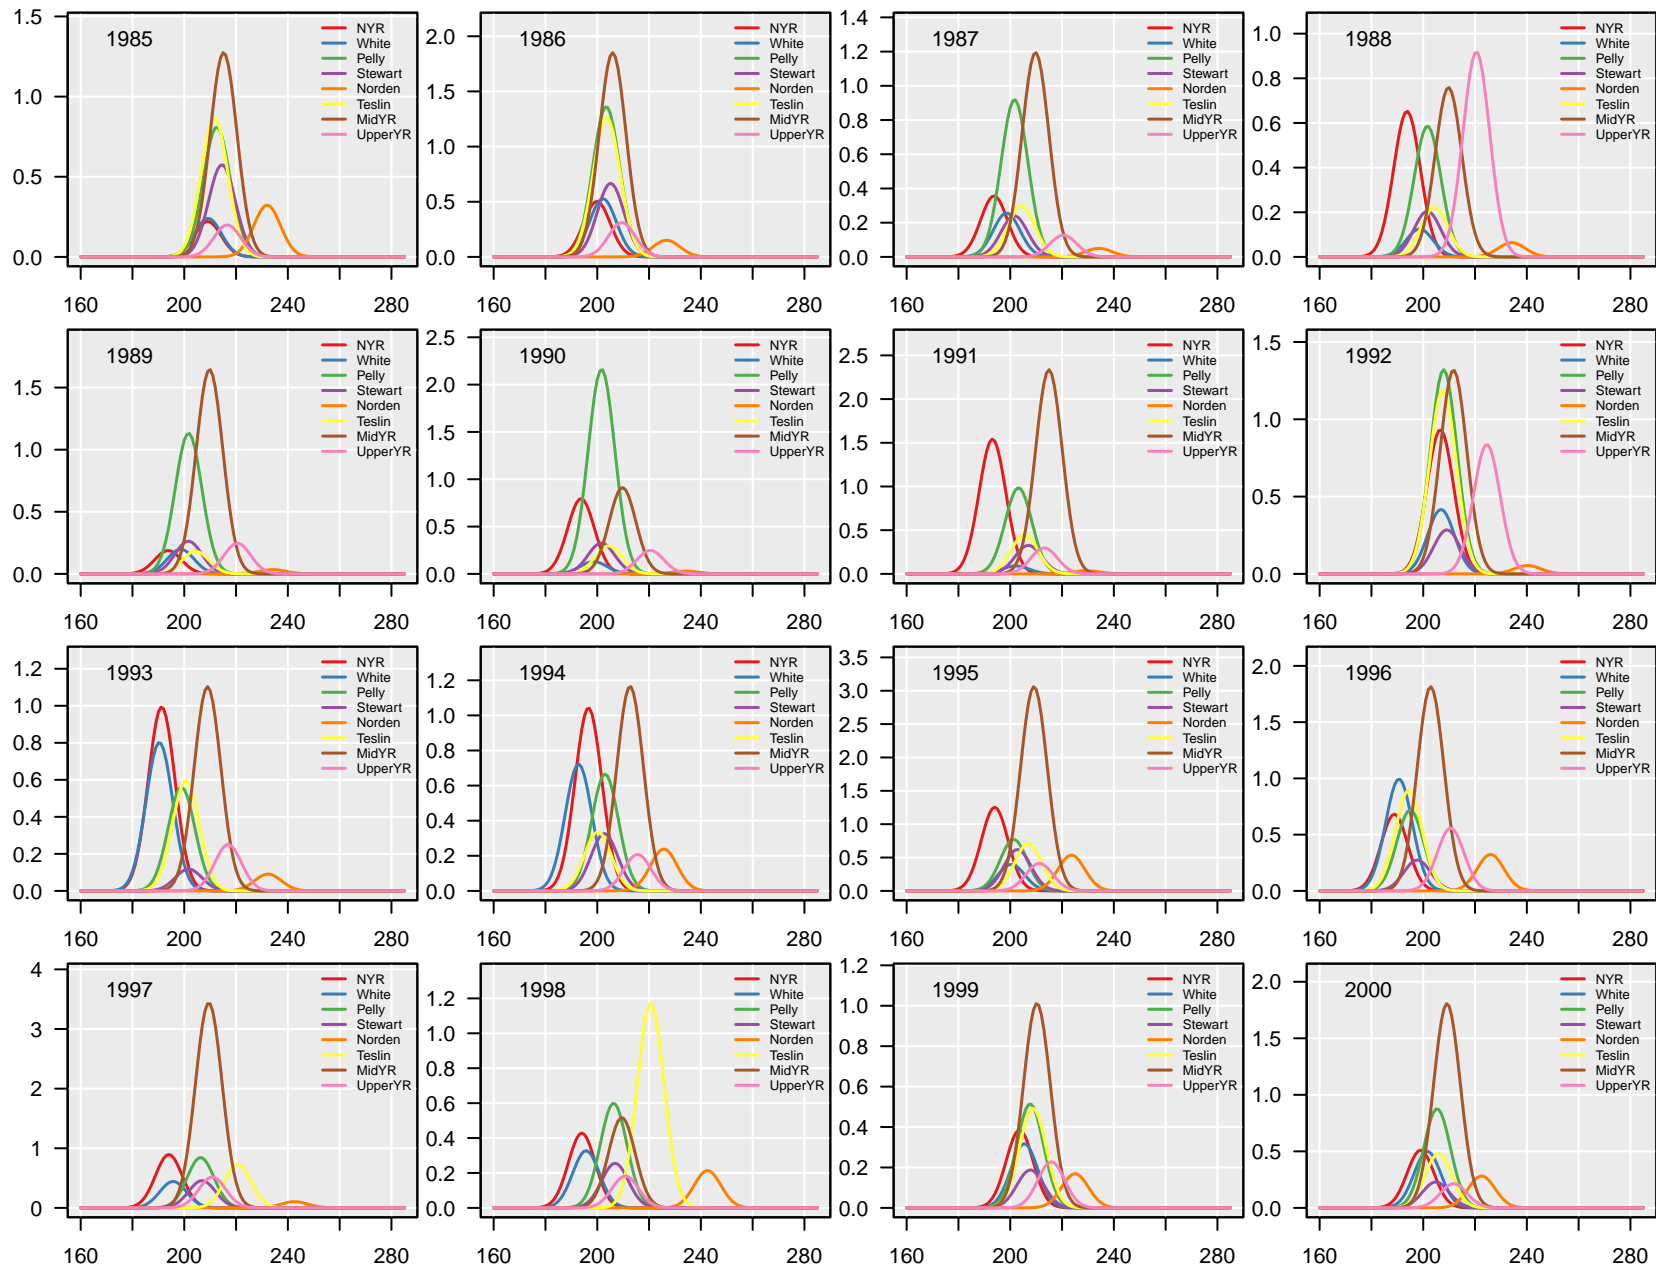 1985
NYR
White
Pelly
Stewart
Norden
Teslin
MidYR
UpperYR
1.5
1.0
0.5
0.0
160 200 240 280
1986
NYR
White
Pelly
Stewart
Norden
Teslin
MidYR
UpperYR
2.0
1.5
1.0
0.5
0.0
160 200 240 280
1987
NYR
White
Pelly
Stewart
Norden
Teslin
MidYR
UpperYR
1.4
1.2
1.0
0.8
0.6
0.4
0.2
0.0
160 200 240 280
1988
NYR
White
Pelly
Stewart
Norden
Teslin
MidYR
UpperYR
1.0
0.8
0.6
0.4
0.2
0.0
160 200 240 280
1989
NYR
White
Pelly
Stewart
Norden
Teslin
MidYR
UpperYR
1.5
1.0
0.5
0.0
160 200 240 280
1990
NYR
White
Pelly
Stewart
Norden
Teslin
MidYR
UpperYR
2.5
2.0
1.5
1.0
0.5
0.0
160 200 240 280
1991
NYR
White
Pelly
Stewart
Norden
Teslin
MidYR
UpperYR
2.5
2.0
1.5
1.0
0.5
0.0
160 200 240 280
1992
NYR
White
Pelly
Stewart
Norden
Teslin
MidYR
UpperYR
1.5
1.0
0.5
0.0
160 200 240 280
1993
NYR
White
Pelly
Stewart
Norden
Teslin
MidYR
UpperYR
1.2
1.0
0.8
0.6
0.4
0.2
0.0
160 200 240 280
1994
NYR
White
Pelly
Stewart
Norden
Teslin
MidYR
UpperYR
1.2
1.0
0.8
0.6
0.4
0.2
0.0
160 200 240 280
1995
NYR
White
Pelly
Stewart
Norden
Teslin
MidYR
UpperYR
3.5
3.0
2.5
2.0
1.5
1.0
0.5
0.0
160 200 240 280
1996
NYR
White
Pelly
Stewart
Norden
Teslin
MidYR
UpperYR
2.0
1.5
1.0
0.5
0.0
160 200 240 280
1997
NYR
White
Pelly
Stewart
Norden
Teslin
MidYR
UpperYR
4
3
2
1
0
160 200 240 280
1998
NYR
White
Pelly
Stewart
Norden
Teslin
MidYR
UpperYR
1.2
1.0
0.8
0.6
0.4
0.2
0.0
160 200 240 280
1999
NYR
White
Pelly
Stewart
Norden
Teslin
MidYR
UpperYR
1.2
1.0
0.8
0.6
0.4
0.2
0.0
160 200 240 280
2000
NYR
White
Pelly
Stewart
Norden
Teslin
MidYR
UpperYR
2.0
1.5
1.0
0.5
0.0
160 200 240 280